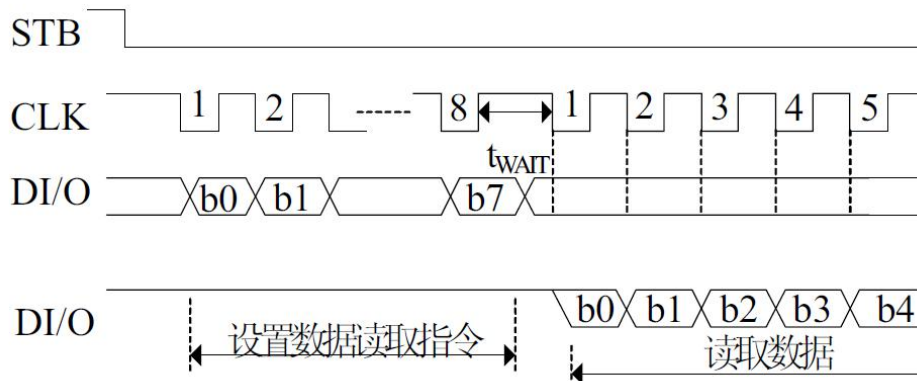 STB
CLK 1 2 8 1 2 3 4 5
tWAIT
DI/O b0 b1 b7
DI/O b0 b1 b2 b3 b4
设置数据读取指令 读取数据